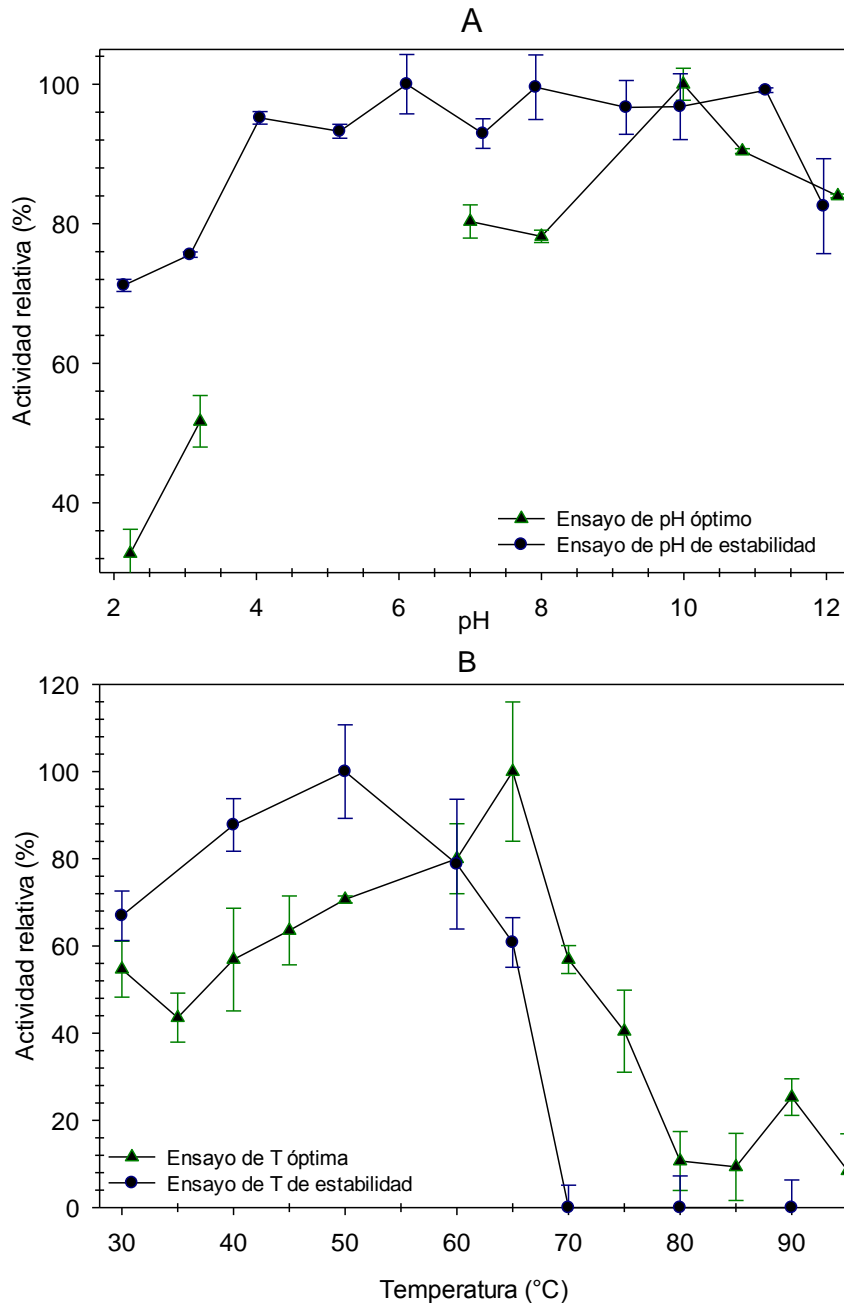 A
Actividad relativa (%)
100
80
60
40
Ensayo de pH óptimo
Ensayo de pH de estabilidad
2 4 6 8 10 12
pH
B
Actividad relativa (%)
120
100
80
60
40
20
0
Ensayo de T óptima
Ensayo de T de estabilidad
30 40 50 60 70 80 90
Temperatura (°C)